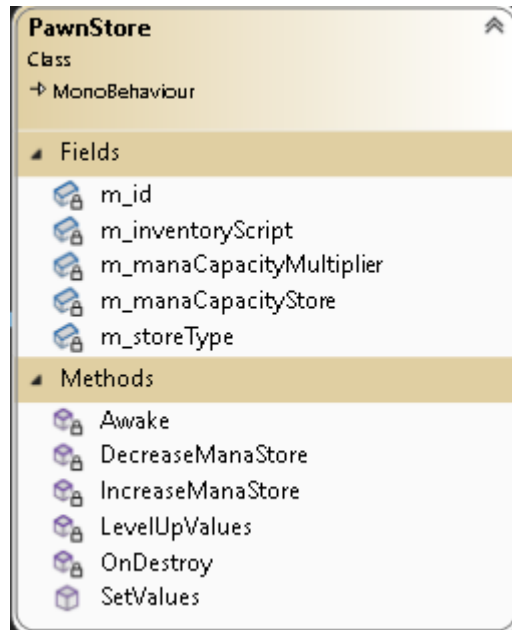 PawnStore
Class
MonoBehaviour
Fields
m_id
m_inventoryScript
m_manaCapacityMultiplier
m_manaCapacityStore
m_storeType
Methods
Awake
DecreaseManaStore
IncreaseManaStore
LevelUpValues
OnDestroy
SetValues